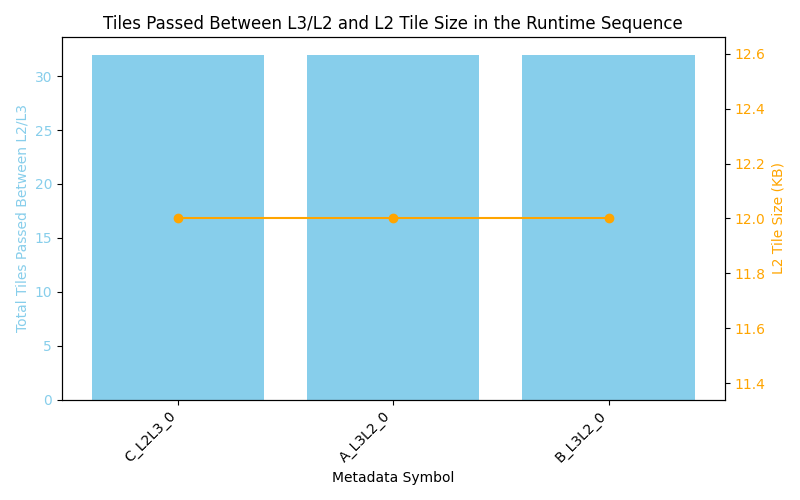 Tiles Passed Between L3/L2 and L2 Tile Size in the Runtime Sequence
Total Tiles Passed Between L2/L3
30
25
20
15
10
5
0
12.6
12.4
12.2
12.0
11.8
11.6
11.4
L2 Tile Size (KB)
C_L2L3_0
A_L3L2_0
B_L3L2_0
Metadata Symbol